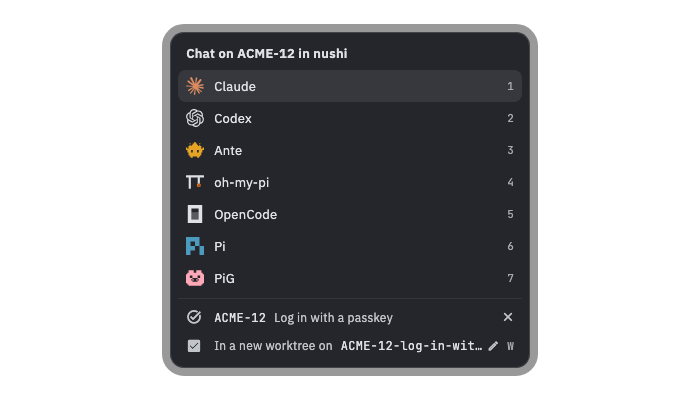 Chat on ACME-12 in nushi
Claude 1
Codex 2
Ante 3
oh-my-pi 4
OpenCode 5
Pi 6
PiG 7
ACME-12 Log in with a passkey
In a new worktree on ACME-12-log-in-wit… W